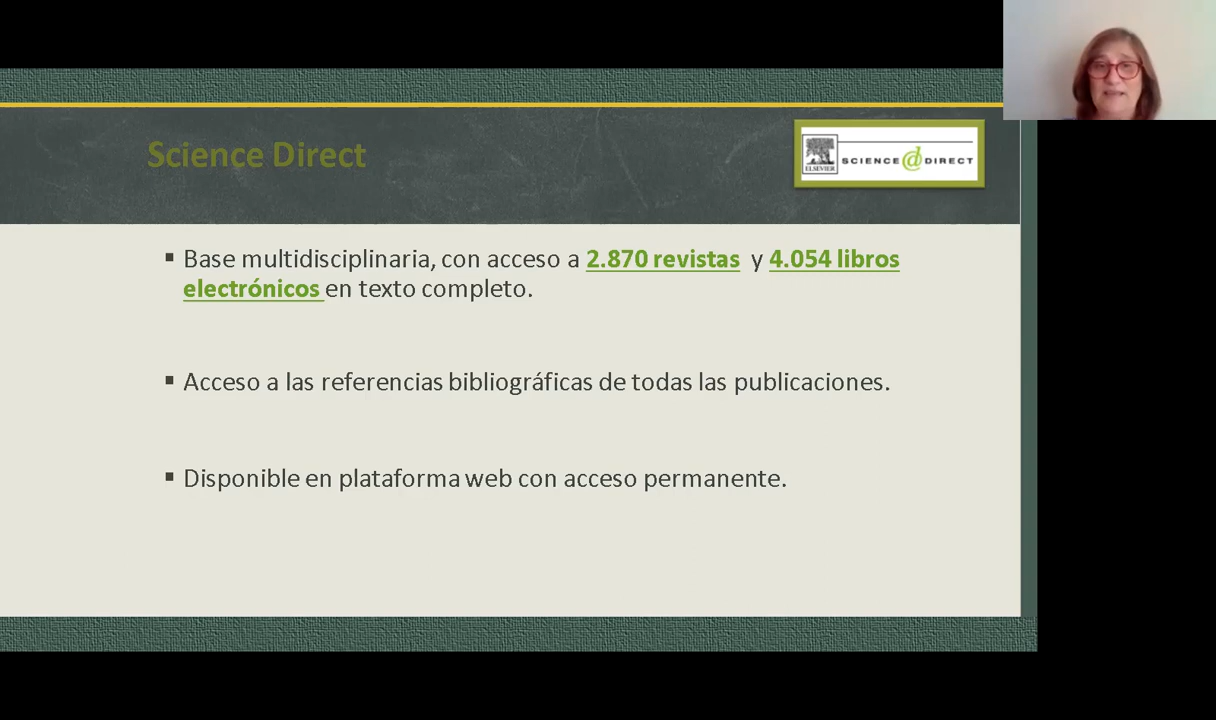 Science Direct
ELSEVIER
SCIENCE @ DIRECT
▪ Base multidisciplinaria, con acceso a 2.870 revistas y 4.054 libros
electrónicos en texto completo.
▪ Acceso a las referencias bibliográficas de todas las publicaciones.
▪ Disponible en plataforma web con acceso permanente.